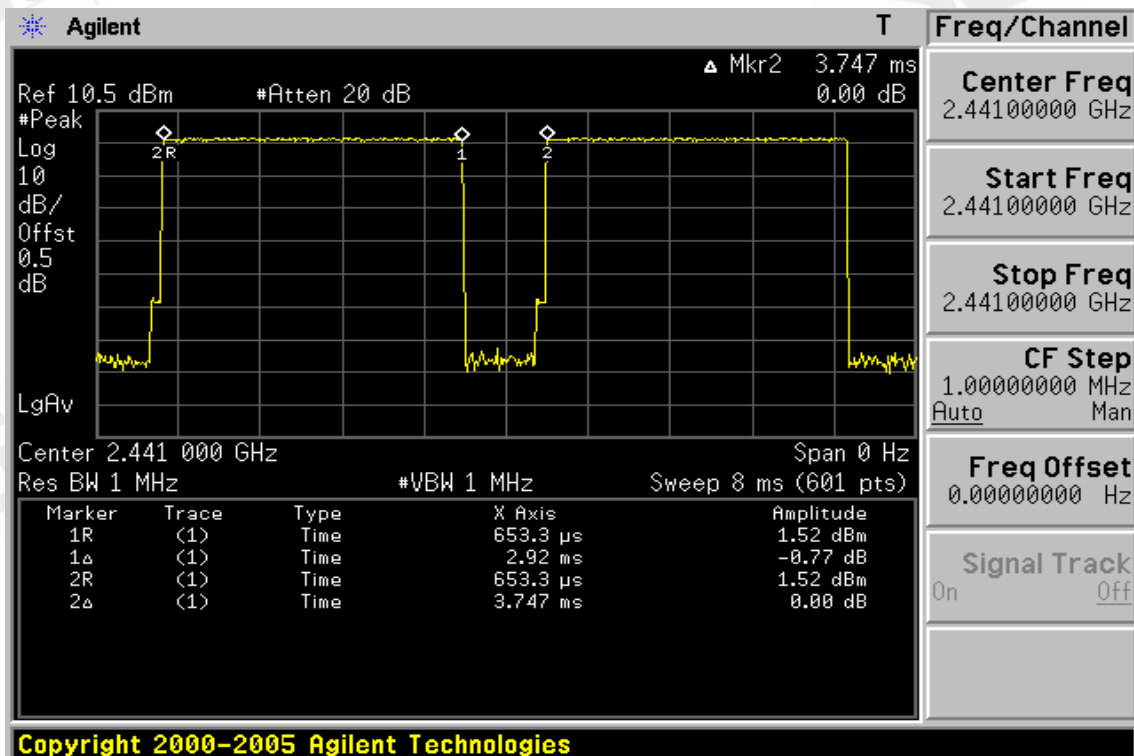 Agilent T
▵ Mkr2 3.747 ms
Ref 10.5 dBm #Atten 20 dB 0.00 dB
#Peak
Log
10
dB/
Offst
0.5
dB
LgAv
2R 1 2
Center 2.441 000 GHz Span 0 Hz
Res BW 1 MHz #VBW 1 MHz Sweep 8 ms (601 pts)
Marker Trace Type X Axis Amplitude
1R (1) Time 653.3 µs 1.52 dBm
1▵ (1) Time 2.92 ms -0.77 dB
2R (1) Time 653.3 µs 1.52 dBm
2▵ (1) Time 3.747 ms 0.00 dB
Freq/Channel
Center Freq
2.44100000 GHz
Start Freq
2.44100000 GHz
Stop Freq
2.44100000 GHz
CF Step
1.00000000 MHz
Auto Man
Freq Offset
0.00000000 Hz
Signal Track
On Off
Copyright 2000-2005 Agilent Technologies